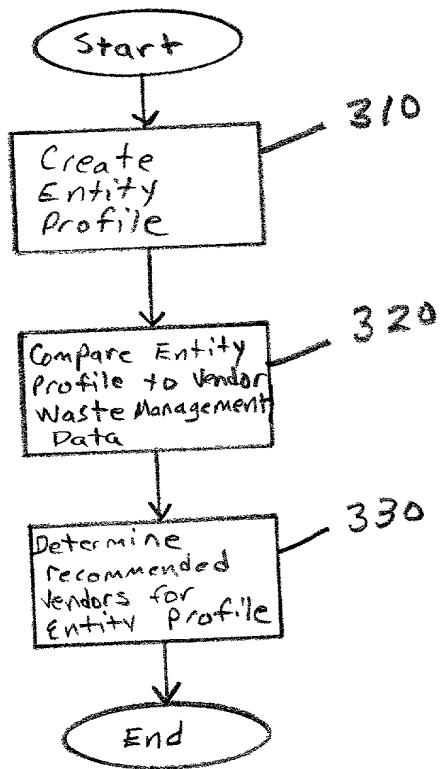 Start
310
Create
Entity
Profile
320
Compare Entity
Profile to Vendor
Waste Management
Data
330
Determine
recommended
Vendors for
Entity Profile
End